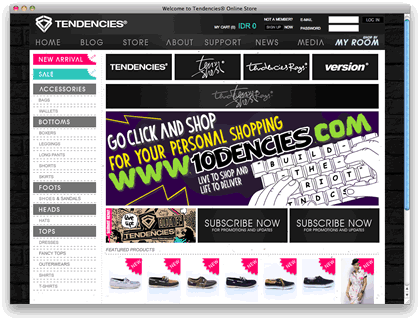 Welcome to Tendencies® Online Store
TENDENCIES®
MY CART (0) IDR 0
NOT A MEMBER? SIGN UP NOW
E-MAIL
PASSWORD
LOG IN
HOME BLOG STORE ABOUT SUPPORT NEWS MEDIA MY ROOM
NEW ARRIVAL
SALE
ACCESSORIES
BAGS
WALLETS
BOTTOMS
BOXERS
LEGGINGS
LONG PANTS
SHORTS
SKIRTS
FOOTS
SHOES & SANDALS
HEADS
HATS
TOPS
DRESSES
FANCY TOPS
OUTERWEARS
SHIRTS
T-SHIRTS
TENDENCIES®
version®
GO CLICK AND SHOP
FOR YOUR PERSONAL SHOPPING
WWW.10DENCIES.COM
LIVE TO SHOP AND
LIFE TO DELIVER
BUILD-
-THE-
RIOT
TNDCS
TENDENCIES
SUBSCRIBE NOW
FOR PROMOTIONS AND UPDATES
SUBSCRIBE NOW
FOR PROMOTIONS AND UPDATES
FEATURED PRODUCTS
NEW NEW NEW NEW NEW NEW